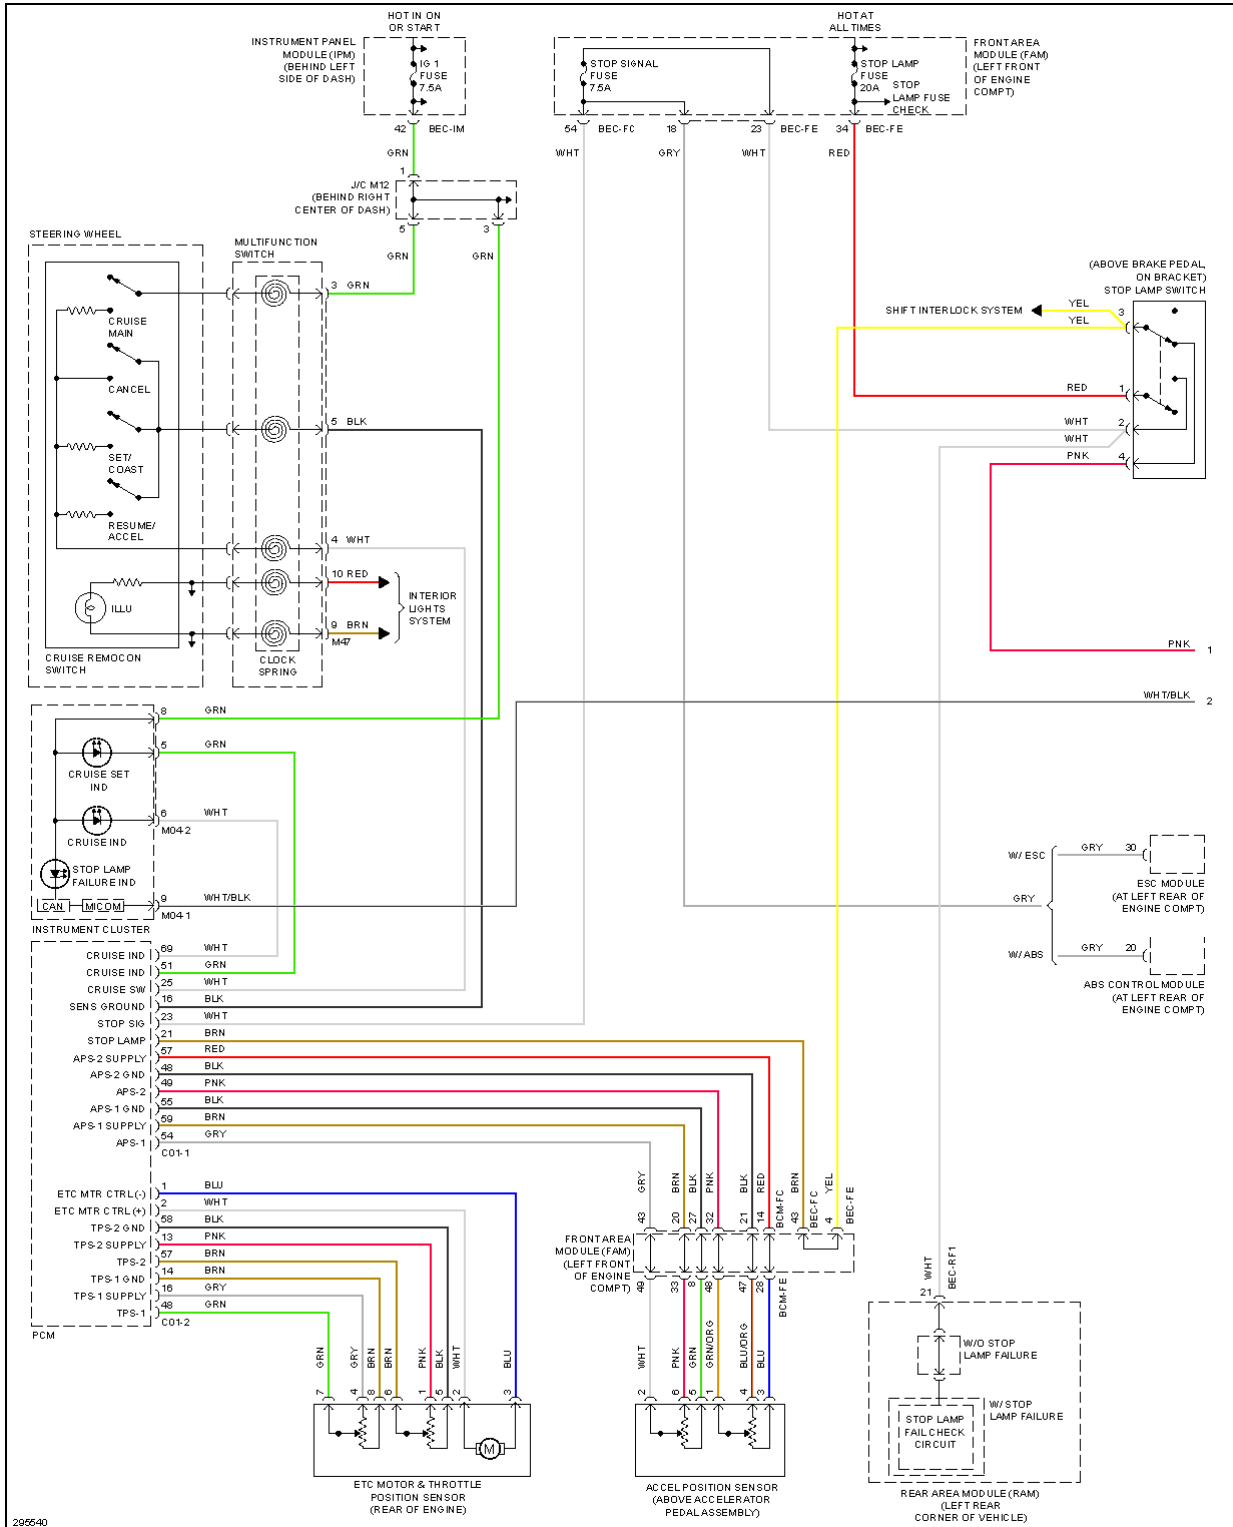 HOT IN ON
OR START
INSTRUMENT PANEL
MODULE (IPM)
(BEHIND LEFT
SIDE OF DASH)
IG 1
FUSE
7.5A
42 BEC-IM
GRN
1
J/C M12
(BEHIND RIGHT
CENTER OF DASH)
5 3
GRN GRN
HOT AT
ALL TIMES
STOP SIGNAL
FUSE
7.5A
STOP LAMP
FUSE
20A
STOP
LAMP FUSE
CHECK
FRONT AREA
MODULE (FAM)
(LEFT FRONT
OF ENGINE
COMPT)
54 BEC-FC 18 23 BEC-FE 34 BEC-FE
WHT GRY WHT RED
STEERING WHEEL
MULTIFUNCTION
SWITCH
CRUISE
MAIN
CANCEL
SET/
COAST
RESUME/
ACCEL
ILLU
CRUISE REMOCON
SWITCH
3 GRN
5 BLK
4 WHT
10 RED
9 BRN
M47
INTERIOR
LIGHTS
SYSTEM
CLOCK
SPRING
(ABOVE BRAKE PEDAL,
ON BRACKET)
STOP LAMP SWITCH
SHIFT INTERLOCK SYSTEM
YEL 3
YEL
RED 1
WHT 2
WHT
PNK 4
PNK 1
WHT/BLK 2
8 GRN
5 GRN
CRUISE SET
IND
6 WHT
M04-2
CRUISE IND
STOP LAMP
FAILURE IND
CAN MICOM
9 WHT/BLK
M04-1
INSTRUMENT CLUSTER
W/ ESC GRY 30
ESC MODULE
(AT LEFT REAR OF
ENGINE COMPT)
GRY
W/ ABS GRY 20
ABS CONTROL MODULE
(AT LEFT REAR OF
ENGINE COMPT)
CRUISE IND 69 WHT
CRUISE IND 51 GRN
CRUISE SW 25 WHT
SENS GROUND 16 BLK
STOP SIG 23 WHT
STOP LAMP 21 BRN
APS-2 SUPPLY 57 RED
APS-2 GND 48 BLK
APS-2 49 PNK
APS-1 GND 55 BLK
APS-1 SUPPLY 59 BRN
APS-1 54 GRY
C01-1
ETC MTR CTRL (-) 1 BLU
ETC MTR CTRL (+) 2 WHT
TPS-2 GND 58 BLK
TPS-2 SUPPLY 13 PNK
TPS-2 57 BRN
TPS-1 GND 14 BRN
TPS-1 SUPPLY 16 GRY
TPS-1 48 GRN
C01-2
PCM
GRN GRY BRN BRN PNK BLK WHT BLU
7 4 8 6 1 5 2 3
M
ETC MOTOR & THROTTLE
POSITION SENSOR
(REAR OF ENGINE)
GRY BRN BLK PNK BLK RED BRN YEL
43 20 27 32 21 14 BCM-FC 43 BEC-FC 4 BEC-FE
FRONT AREA
MODULE (FAM)
(LEFT FRONT
OF ENGINE
COMPT)
49 33 8 48 47 28 BCM-FE
WHT PNK GRN GRN/ORG BLU/ORG BLU
2 6 5 1 4 3
ACCEL POSITION SENSOR
(ABOVE ACCELERATOR
PEDAL ASSEMBLY)
WHT
21 BEC-RF1
W/O STOP
LAMP FAILURE
W/ STOP
LAMP FAILURE
STOP LAMP
FAIL CHECK
CIRCUIT
REAR AREA MODULE (RAM)
(LEFT REAR
CORNER OF VEHICLE)
295540